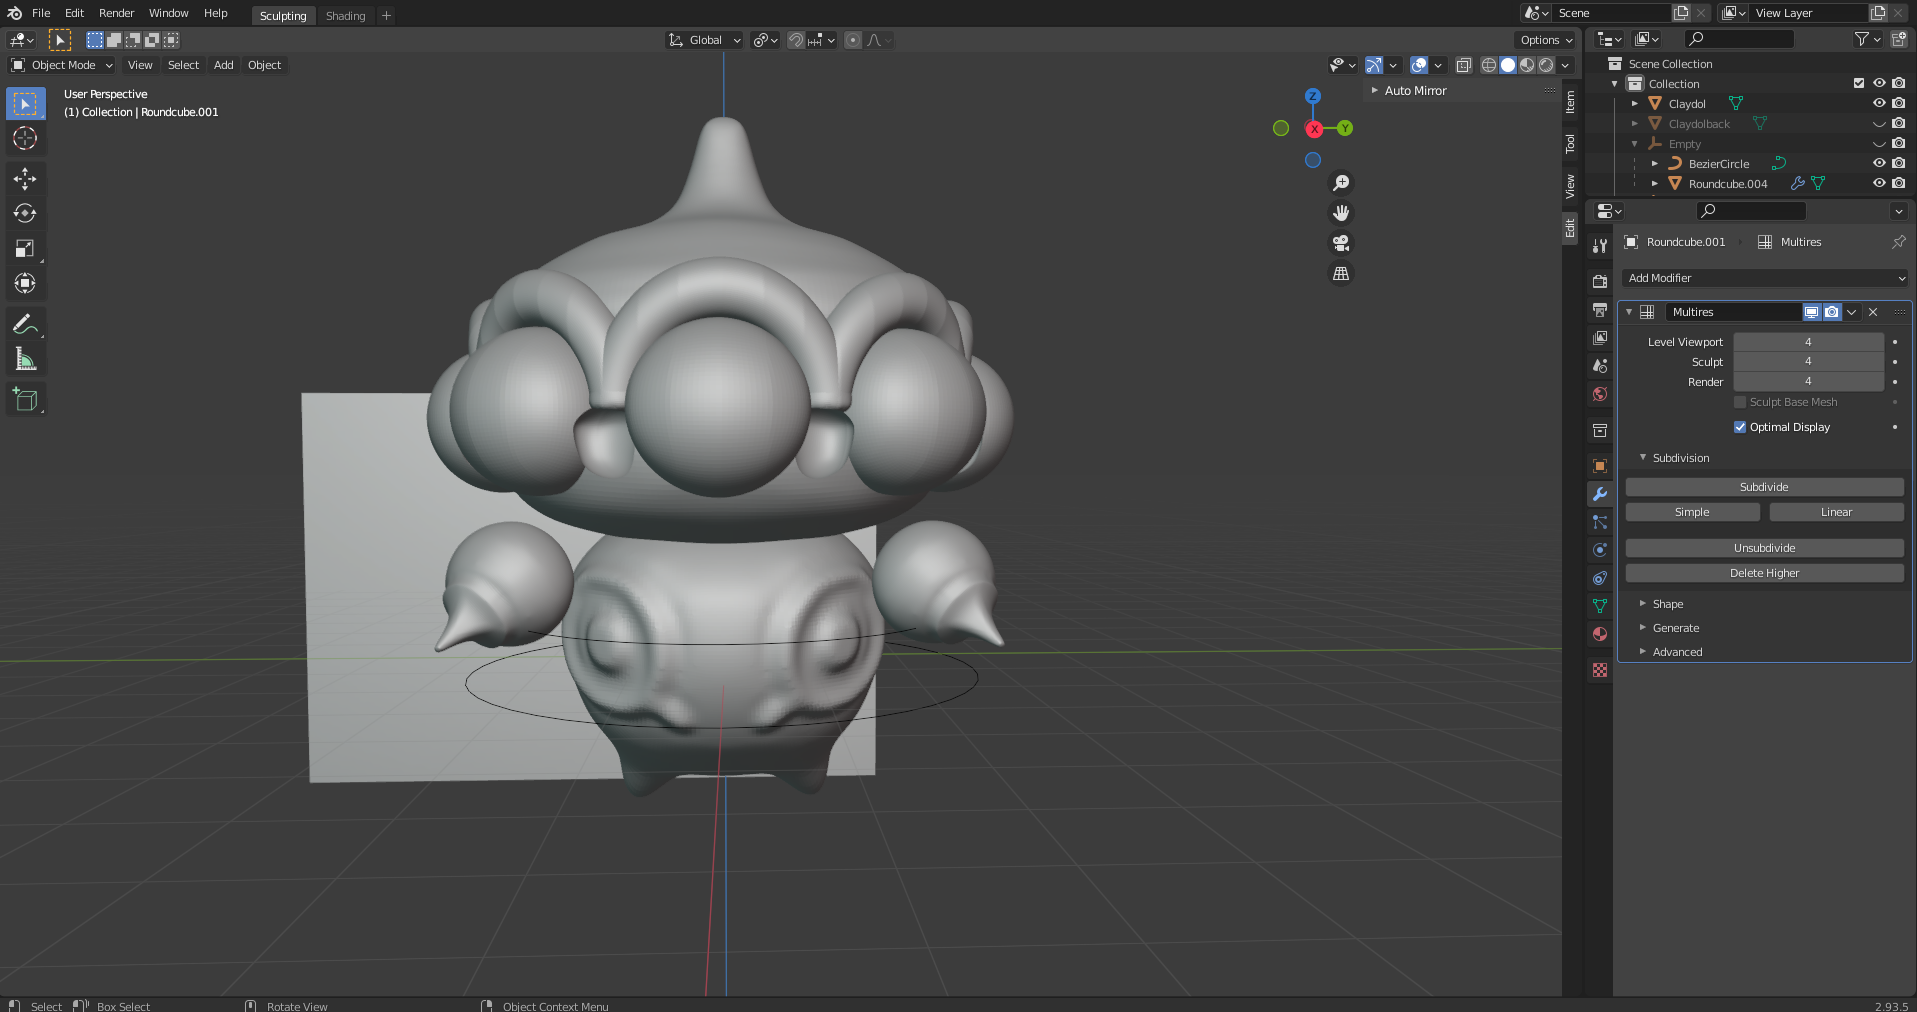 File Edit Render Window Help Sculpting Shading + Scene View Layer
Global Options
Object Mode View Select Add Object
User Perspective
(1) Collection | Roundcube.001
Auto Mirror
Z
X
Y
Item
Tool
View
Edit
Scene Collection
Collection
Claydol
Claydolback
Empty
BezierCircle
Roundcube.004
Roundcube.001 Multires
Add Modifier
Multires
Level Viewport 4
Sculpt 4
Render 4
Sculpt Base Mesh
Optimal Display
Subdivision
Subdivide
Simple Linear
Unsubdivide
Delete Higher
Shape
Generate
Advanced
Select Box Select Rotate View Object Context Menu 2.93.5